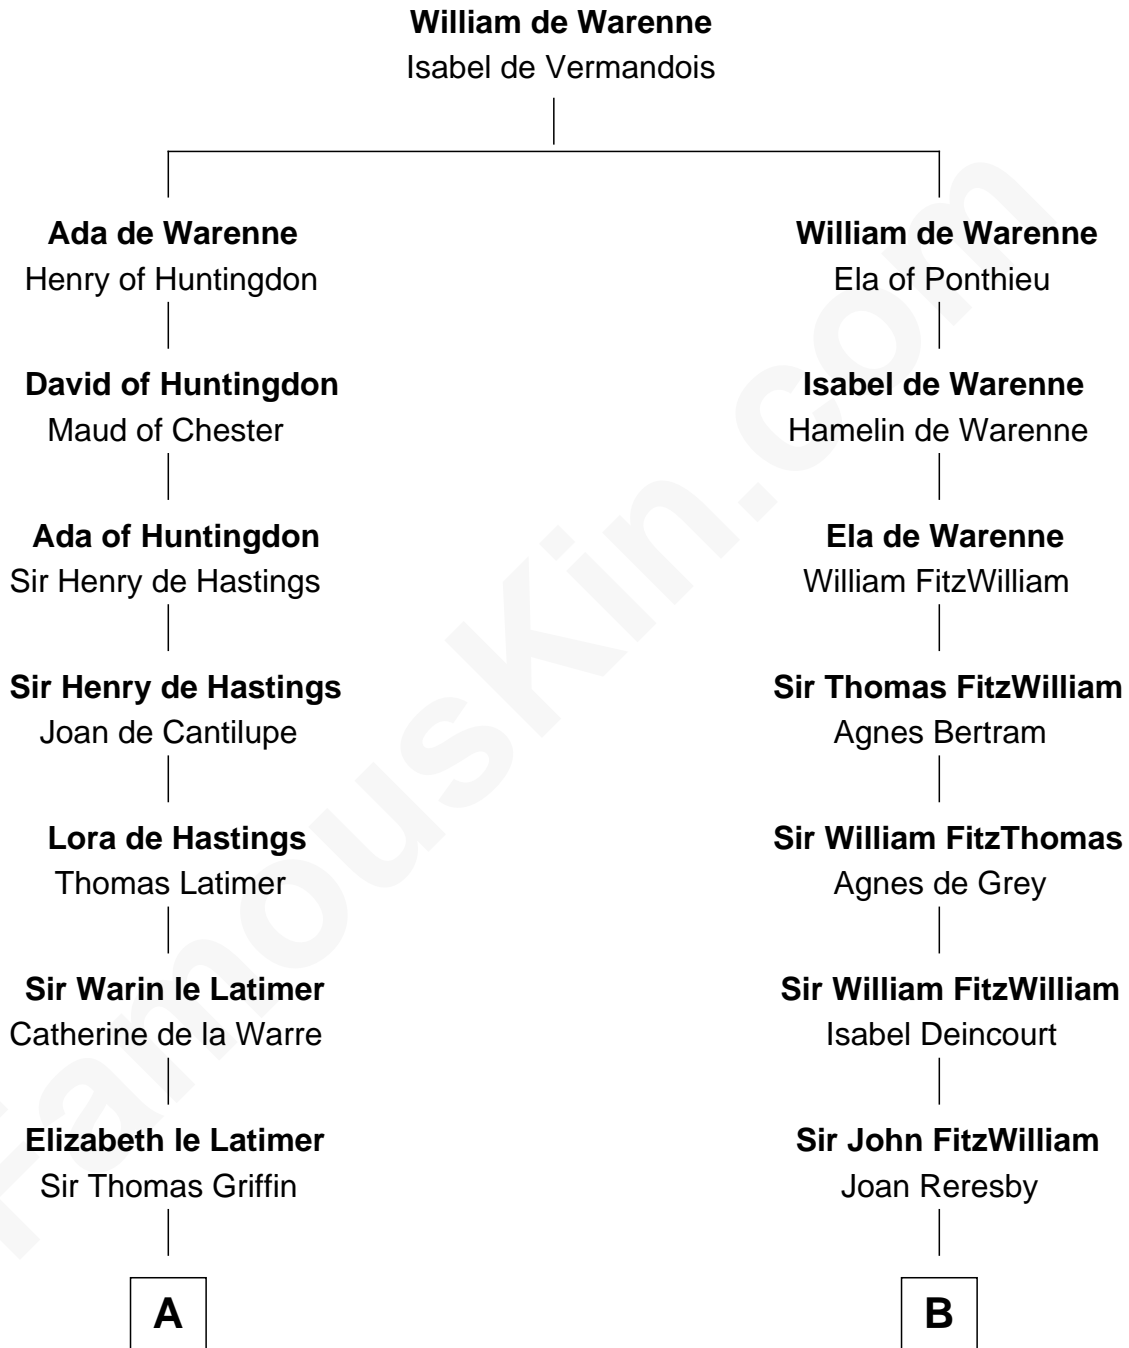 William de Warenne
Isabel de Vermandois
Ada de Warenne
Henry of Huntingdon
David of Huntingdon
Maud of Chester
Ada of Huntingdon
Sir Henry de Hastings
Sir Henry de Hastings
Joan de Cantilupe
Lora de Hastings
Thomas Latimer
Sir Warin le Latimer
Catherine de la Warre
Elizabeth le Latimer
Sir Thomas Griffin
A
William de Warenne
Ela of Ponthieu
Isabel de Warenne
Hamelin de Warenne
Ela de Warenne
William FitzWilliam
Sir Thomas FitzWilliam
Agnes Bertram
Sir William FitzThomas
Agnes de Grey
Sir William FitzWilliam
Isabel Deincourt
Sir John FitzWilliam
Joan Reresby
B
FamousKin.com